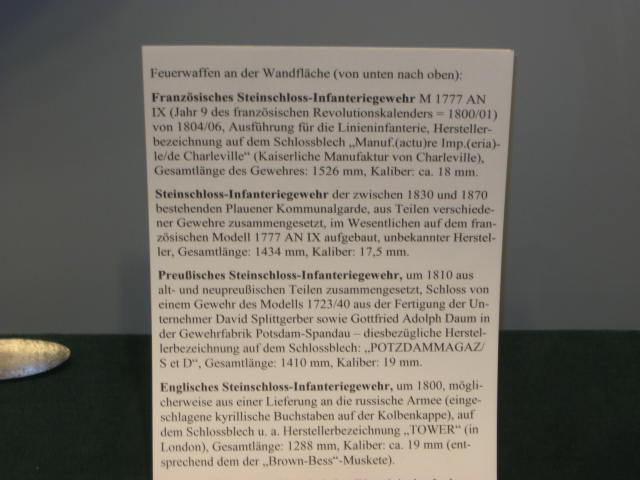 Feuerwaffen an der Wandfläche (von unten nach oben):
Französisches Steinschloss-Infanteriegewehr M 1777 AN
IX (Jahr 9 des französischen Revolutionskalenders = 1800/01)
von 1804/06, Ausführung für die Linieninfanterie, Hersteller-
bezeichnung auf dem Schlossblech „Manuf.(actu)re Imp.(eria)-
le/de Charleville“ (Kaiserliche Manufaktur von Charleville),
Gesamtlänge des Gewehres: 1526 mm, Kaliber: ca. 18 mm.
Steinschloss-Infanteriegewehr der zwischen 1830 und 1870
bestehenden Plauener Kommunalgarde, aus Teilen verschiede-
ner Gewehre zusammengesetzt, im Wesentlichen auf dem fran-
zösischen Modell 1777 AN IX aufgebaut, unbekannter Herstel-
ler, Gesamtlänge: 1434 mm, Kaliber: 17,5 mm.
Preußisches Steinschloss-Infanteriegewehr, um 1810 aus
alt- und neupreußischen Teilen zusammengesetzt, Schloss von
einem Gewehr des Modells 1723/40 aus der Fertigung der Un-
ternehmer David Splittgerber sowie Gottfried Adolph Daum in
der Gewehrfabrik Potsdam-Spandau – diesbezügliche Herstel-
lerbezeichnung auf dem Schlossblech: „POTZDAMMAGAZ/
S et D“, Gesamtlänge: 1410 mm, Kaliber: 19 mm.
Englisches Steinschloss-Infanteriegewehr, um 1800, mögli-
cherweise aus einer Lieferung an die russische Armee (einge-
schlagene kyrillische Buchstaben auf der Kolbenkappe), auf
dem Schlossblech u. a. Herstellerbezeichnung „TOWER“ (in
London), Gesamtlänge: 1288 mm, Kaliber: ca. 19 mm (ent-
sprechend dem der „Brown-Bess“-Muskete).